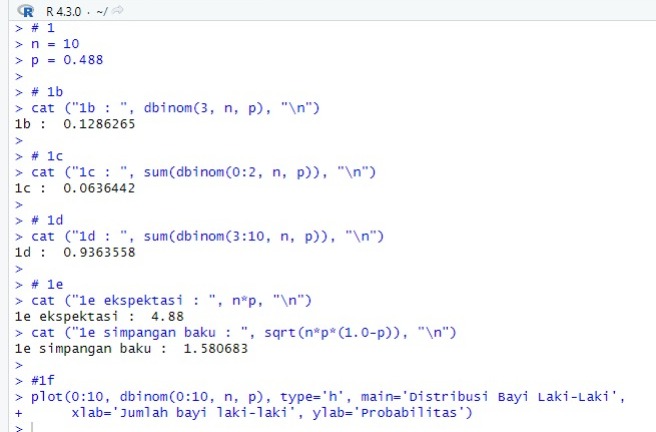 R R 4.3.0 · ~/
> # 1
> n = 10
> p = 0.488
>
> # 1b
> cat ("1b : ", dbinom(3, n, p), "\n")
1b :  0.1286265
>
> # 1c
> cat ("1c : ", sum(dbinom(0:2, n, p)), "\n")
1c :  0.0636442
>
> # 1d
> cat ("1d : ", sum(dbinom(3:10, n, p)), "\n")
1d :  0.9363558
>
> # 1e
> cat ("1e ekspektasi : ", n*p, "\n")
1e ekspektasi :  4.88
> cat ("1e simpangan baku : ", sqrt(n*p*(1.0-p)), "\n")
1e simpangan baku :  1.580683
>
> #1f
> plot(0:10, dbinom(0:10, n, p), type='h', main='Distribusi Bayi Laki-Laki',
+      xlab='Jumlah bayi laki-laki', ylab='Probabilitas')
>